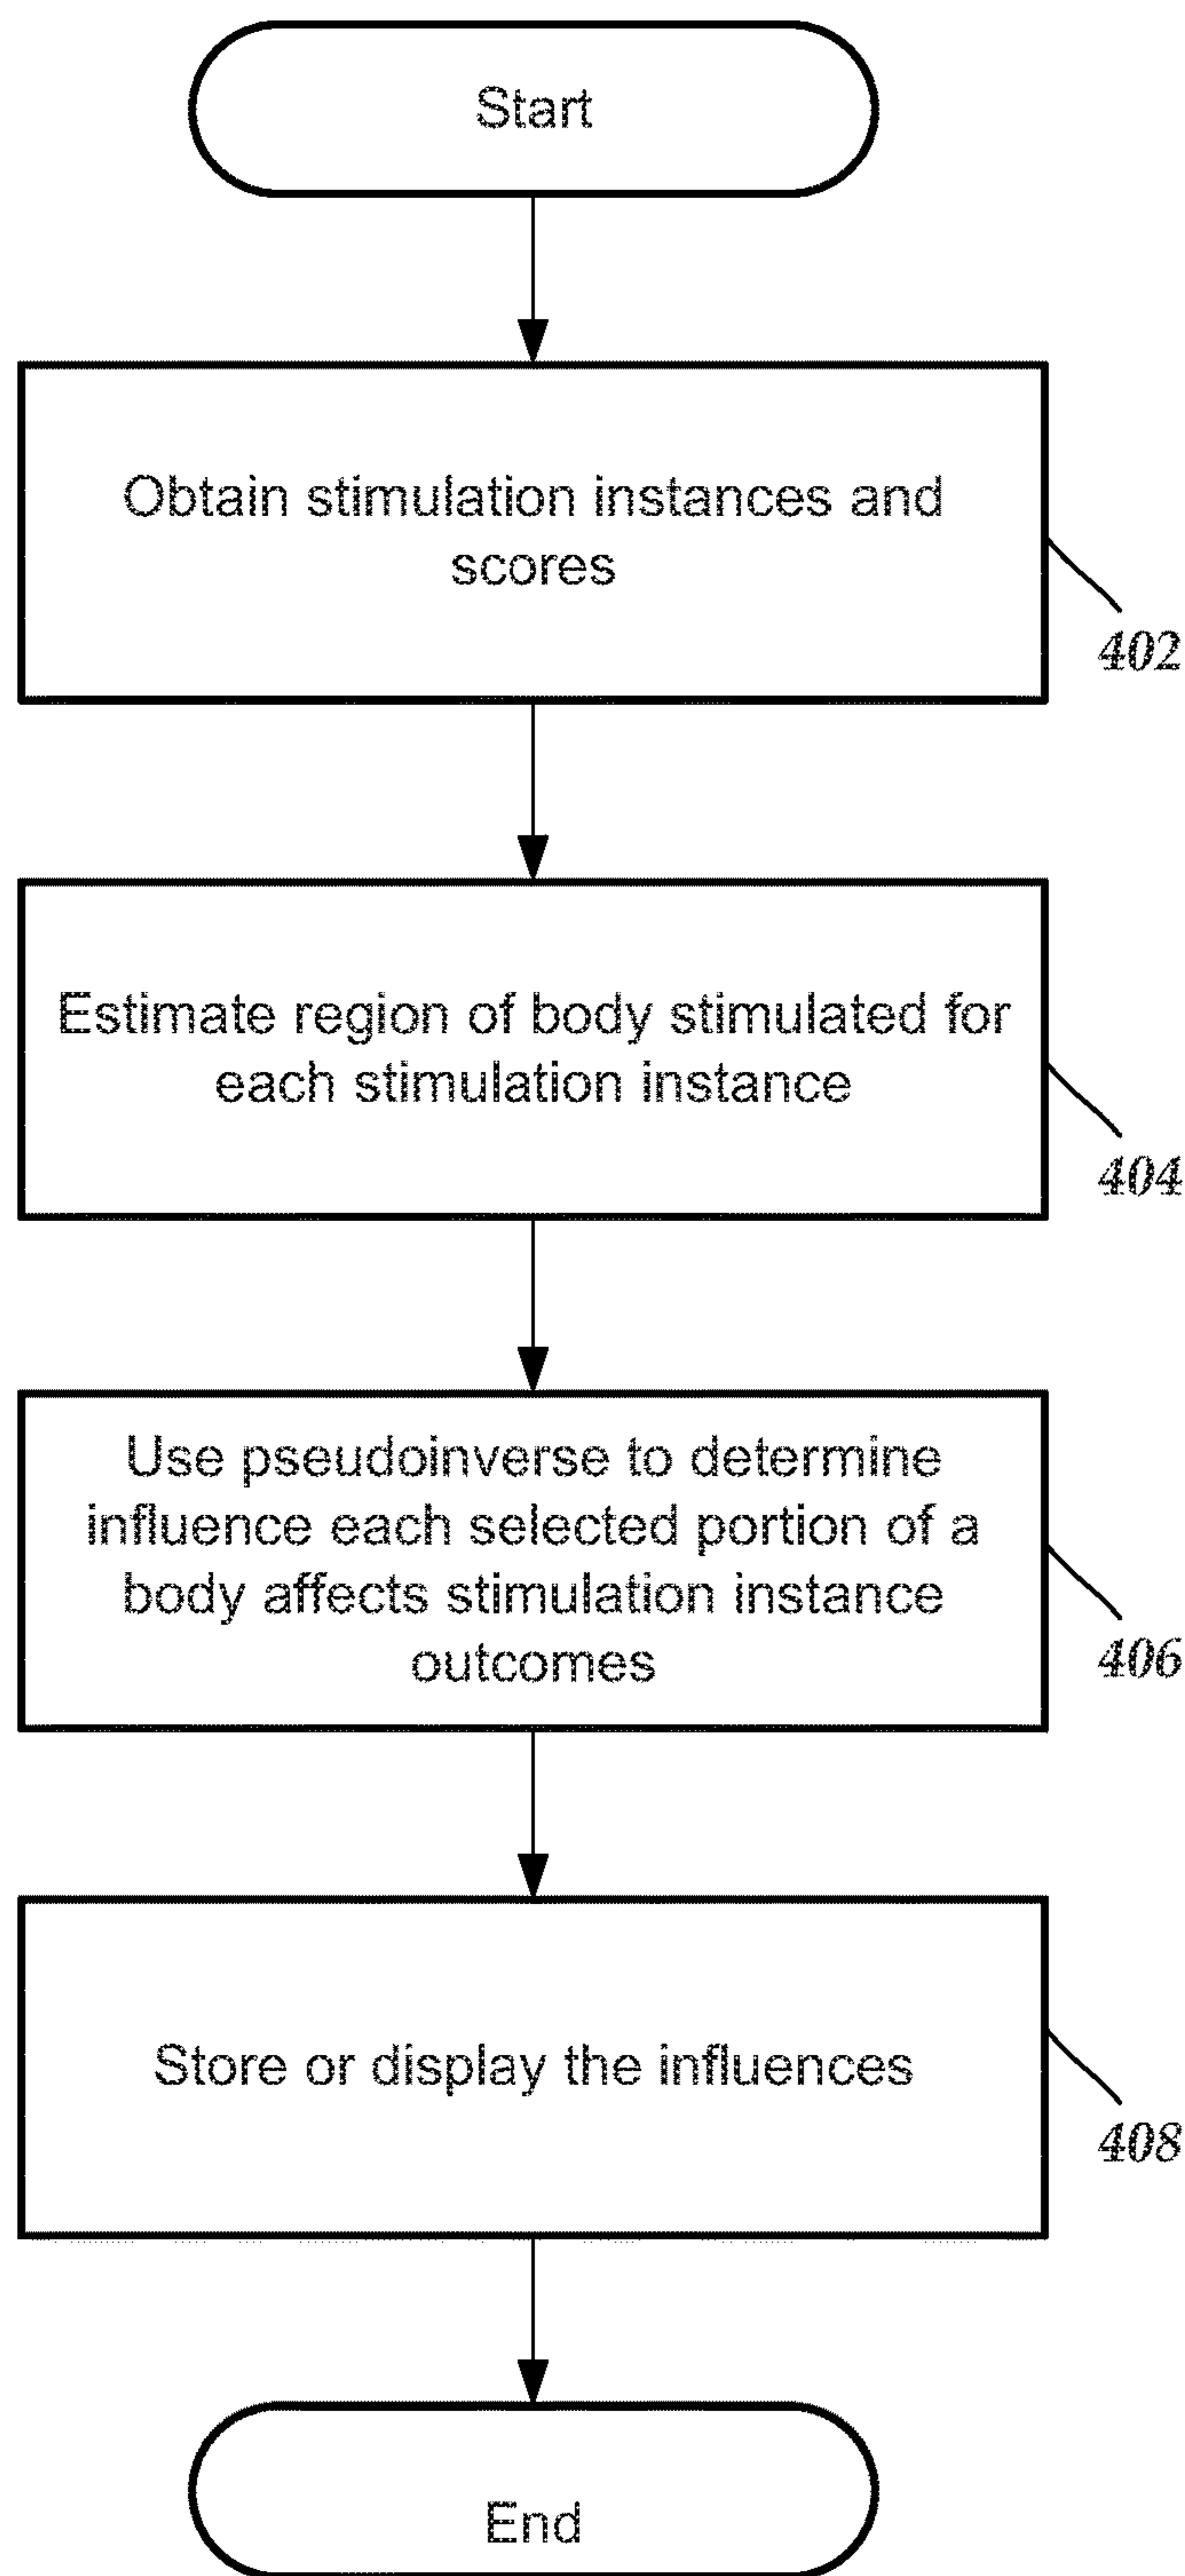 Start
Obtain stimulation instances and
scores
402
Estimate region of body stimulated for
each stimulation instance
404
Use pseudoinverse to determine
influence each selected portion of a
body affects stimulation instance
outcomes
406
Store or display the influences
408
End